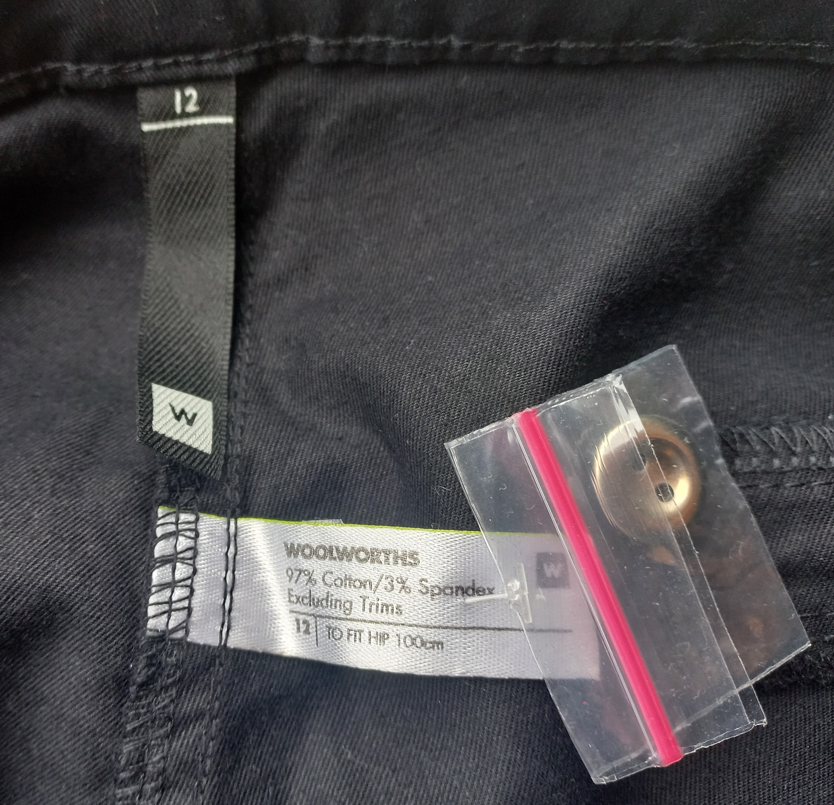 12
W
WOOLWORTHS
W
97% Cotton/3% Spandex
Excluding Trims
12 TO FIT HIP 100cm